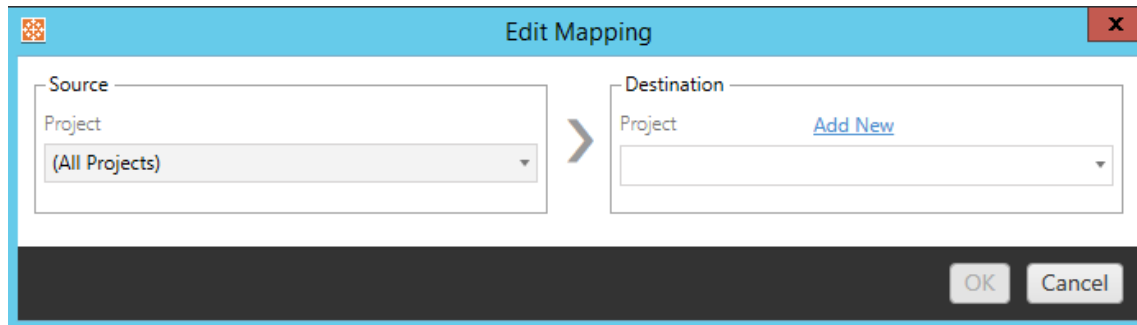 Edit Mapping
x
Source
Project
(All Projects)
Destination
Project Add New
OK Cancel